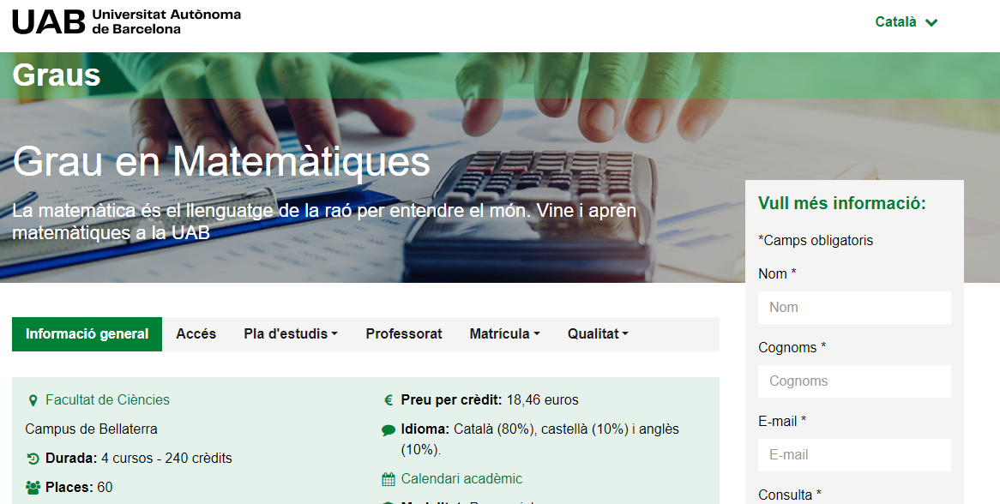 UAB Universitat Autònoma
de Barcelona
Català
Graus
Grau en Matemàtiques
La matemàtica és el llenguatge de la raó per entendre el món. Vine i aprèn
matemàtiques a la UAB
Informació general Accés Pla d'estudis Professorat Matrícula Qualitat
Facultat de Ciències
Campus de Bellaterra
Durada: 4 cursos - 240 crèdits
Places: 60
€ Preu per crèdit: 18,46 euros
Idioma: Català (80%), castellà (10%) i anglès
(10%).
Calendari acadèmic
Vull més informació:
*Camps obligatoris
Nom *
Nom
Cognoms *
Cognoms
E-mail *
E-mail
Consulta *